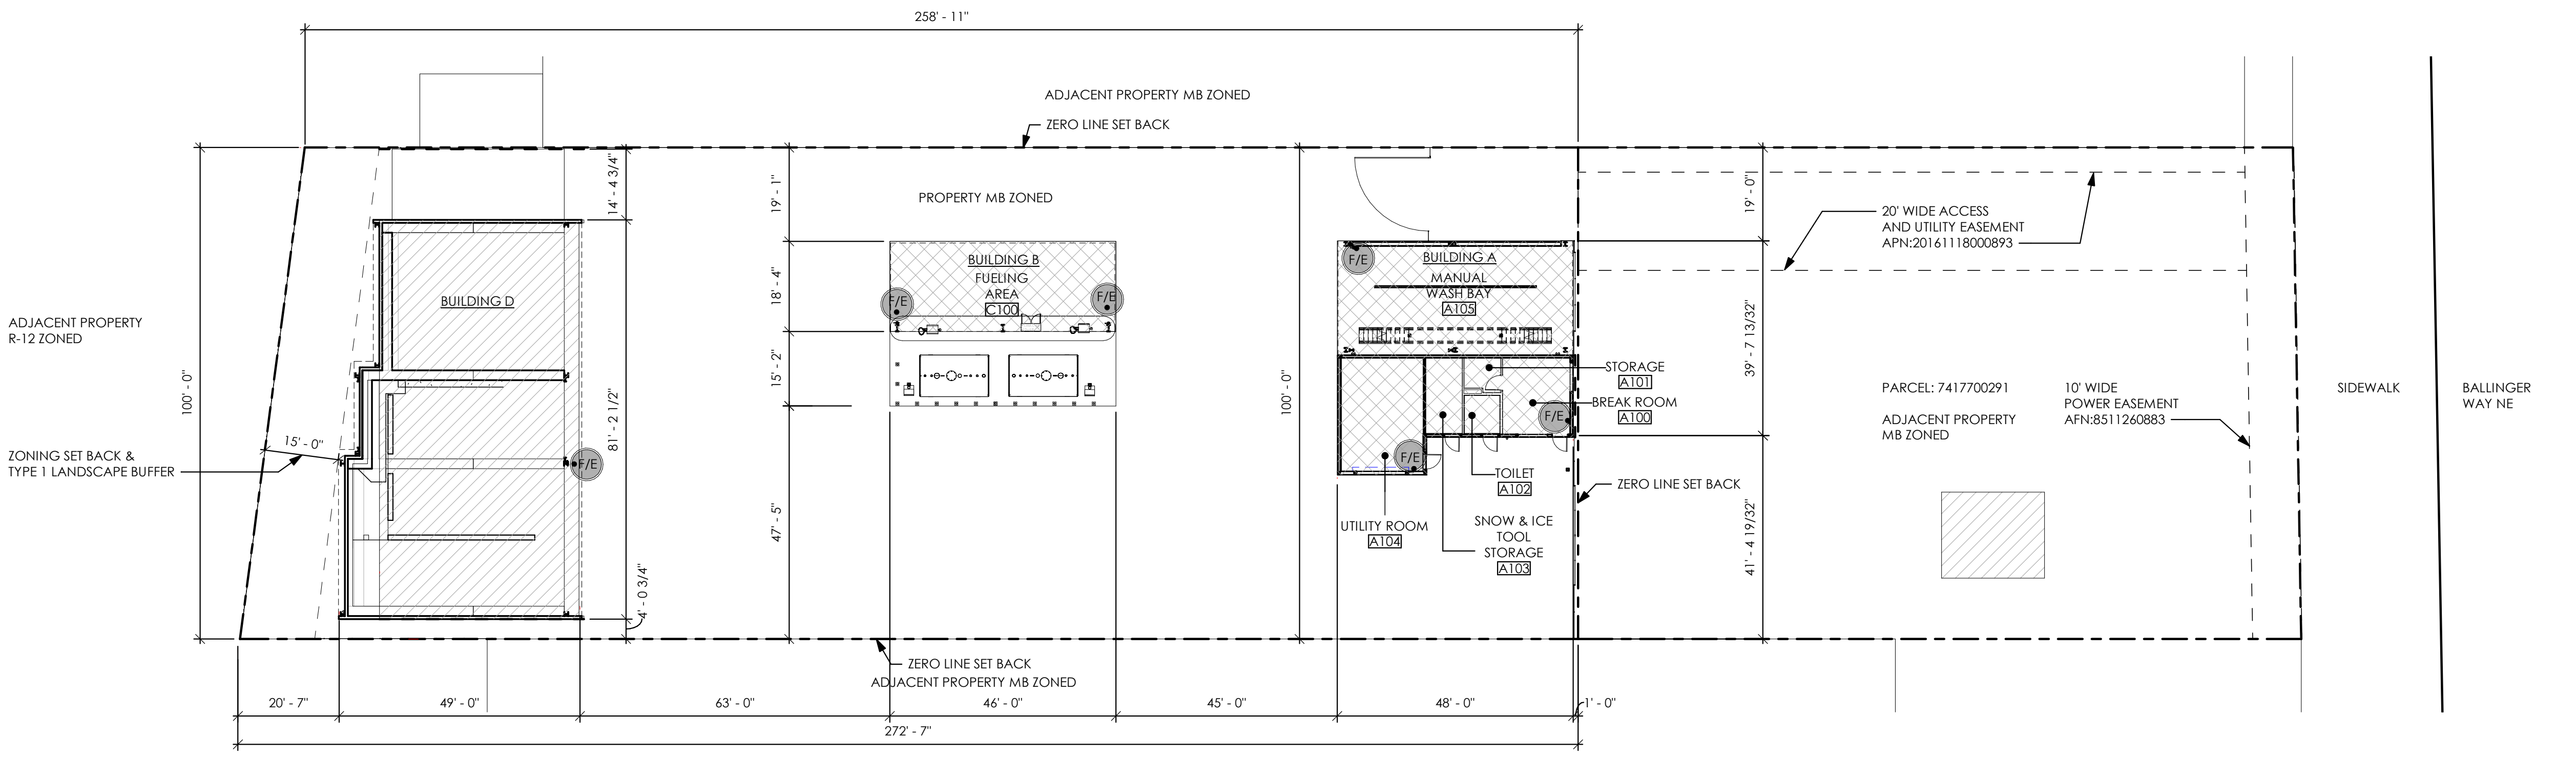 258' - 11"
ADJACENT PROPERTY MB ZONED
ZERO LINE SET BACK
14' - 4 3/4"
19' - 1"
PROPERTY MB ZONED
19' - 0"
20' WIDE ACCESS
AND UTILITY EASEMENT
APN:20161118000893
BUILDING D
BUILDING B
FUELING
AREA
C100
F/E
F/E
18' - 4"
F/E
BUILDING A
MANUAL
WASH BAY
A105
39' - 7 13/32"
ADJACENT PROPERTY
R-12 ZONED
100' - 0"
81' - 2 1/2"
15' - 2"
100' - 0"
STORAGE
A101
BREAK ROOM
A100
F/E
PARCEL: 7417700291
ADJACENT PROPERTY
MB ZONED
10' WIDE
POWER EASEMENT
AFN:8511260883
SIDEWALK
BALLINGER
WAY NE
15' - 0"
ZONING SET BACK &
TYPE 1 LANDSCAPE BUFFER
F/E
F/E
47' - 5"
TOILET
A102
ZERO LINE SET BACK
UTILITY ROOM
A104
SNOW & ICE
TOOL
STORAGE
A103
41' - 4 19/32"
4' - 0 3/4"
ZERO LINE SET BACK
ADJACENT PROPERTY MB ZONED
20' - 7"
49' - 0"
63' - 0"
46' - 0"
45' - 0"
48' - 0"
1' - 0"
272' - 7"